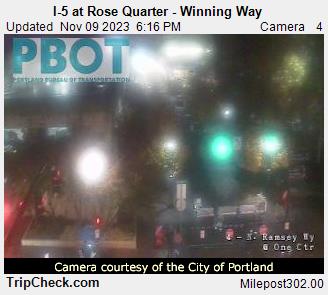 I-5 at Rose Quarter - Winning Way
Updated Nov 09 2023 6:16 PM Camera 4
PBOT
PORTLAND BUREAU OF TRANSPORTATION
4 - N. Ramsey Wy
@ One Ctr
Camera courtesy of the City of Portland
TripCheck.com Milepost302.00